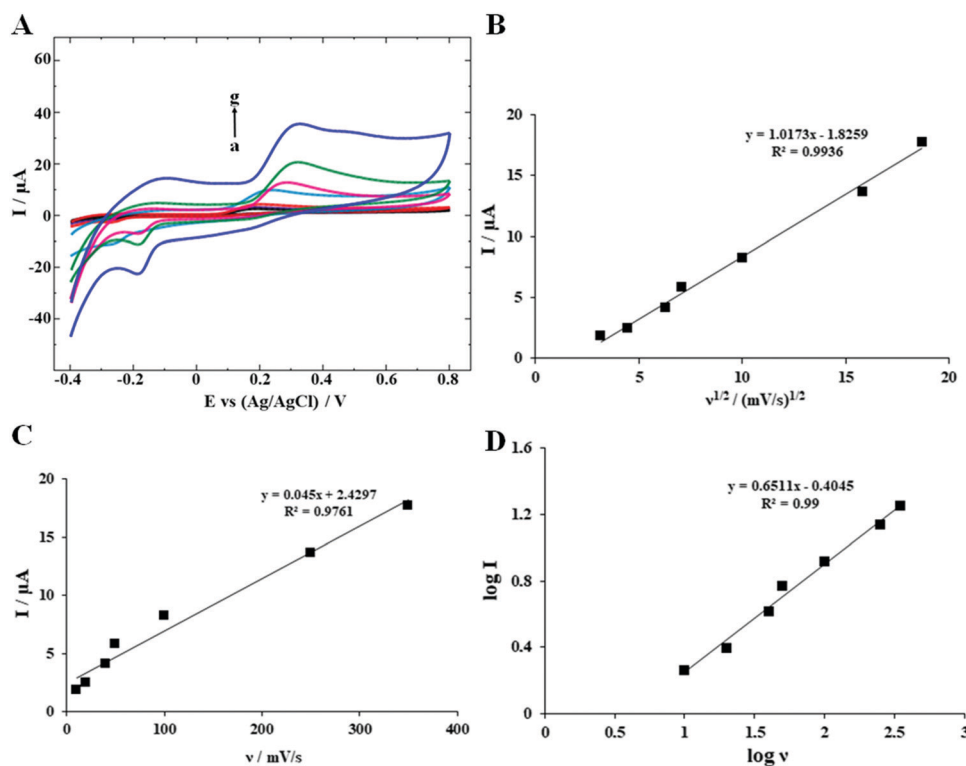 A
60
40
20
0
-20
-40
I / µA
g
a
-0.4
-0.2
0
0.2
0.4
0.6
0.8
E vs (Ag/AgCl) / V
B
20
15
10
5
0
I / µA
y = 1.0173x - 1.8259
R² = 0.9936
0
5
10
15
20
ν1/2 / (mV/s)1/2
C
20
15
10
5
0
I / µA
y = 0.045x + 2.4297
R² = 0.9761
0
100
200
300
400
ν / mV/s
D
1.6
1.2
0.8
0.4
0
log I
y = 0.6511x - 0.4045
R² = 0.99
0
0.5
1
1.5
2
2.5
3
log ν